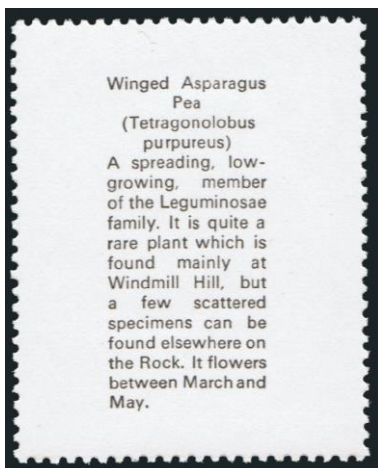 Winged Asparagus
Pea
(Tetragonolobus
purpureus)
A spreading, low-
growing, member
of the Leguminosae
family. It is quite a
rare plant which is
found mainly at
Windmill Hill, but
a few scattered
specimens can be
found elsewhere on
the Rock. It flowers
between March and
May.